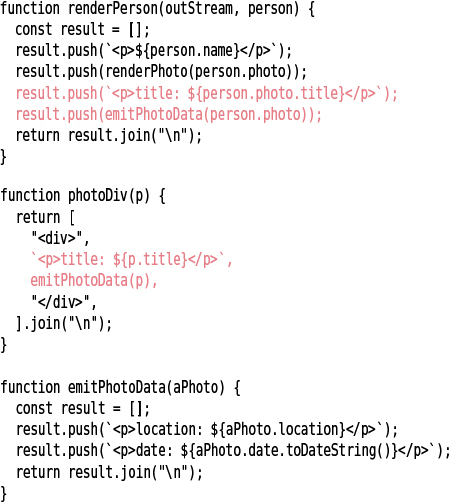 function renderPerson(outStream, person) {
  const result = [];
  result.push(`<p>${person.name}</p>`);
  result.push(renderPhoto(person.photo));
  result.push(`<p>title: ${person.photo.title}</p>`);
  result.push(emitPhotoData(person.photo));
  return result.join("\n");
}

function photoDiv(p) {
  return [
    "<div>",
    `<p>title: ${p.title}</p>`,
    emitPhotoData(p),
    "</div>",
  ].join("\n");
}

function emitPhotoData(aPhoto) {
  const result = [];
  result.push(`<p>location: ${aPhoto.location}</p>`);
  result.push(`<p>date: ${aPhoto.date.toDateString()}</p>`);
  return result.join("\n");
}